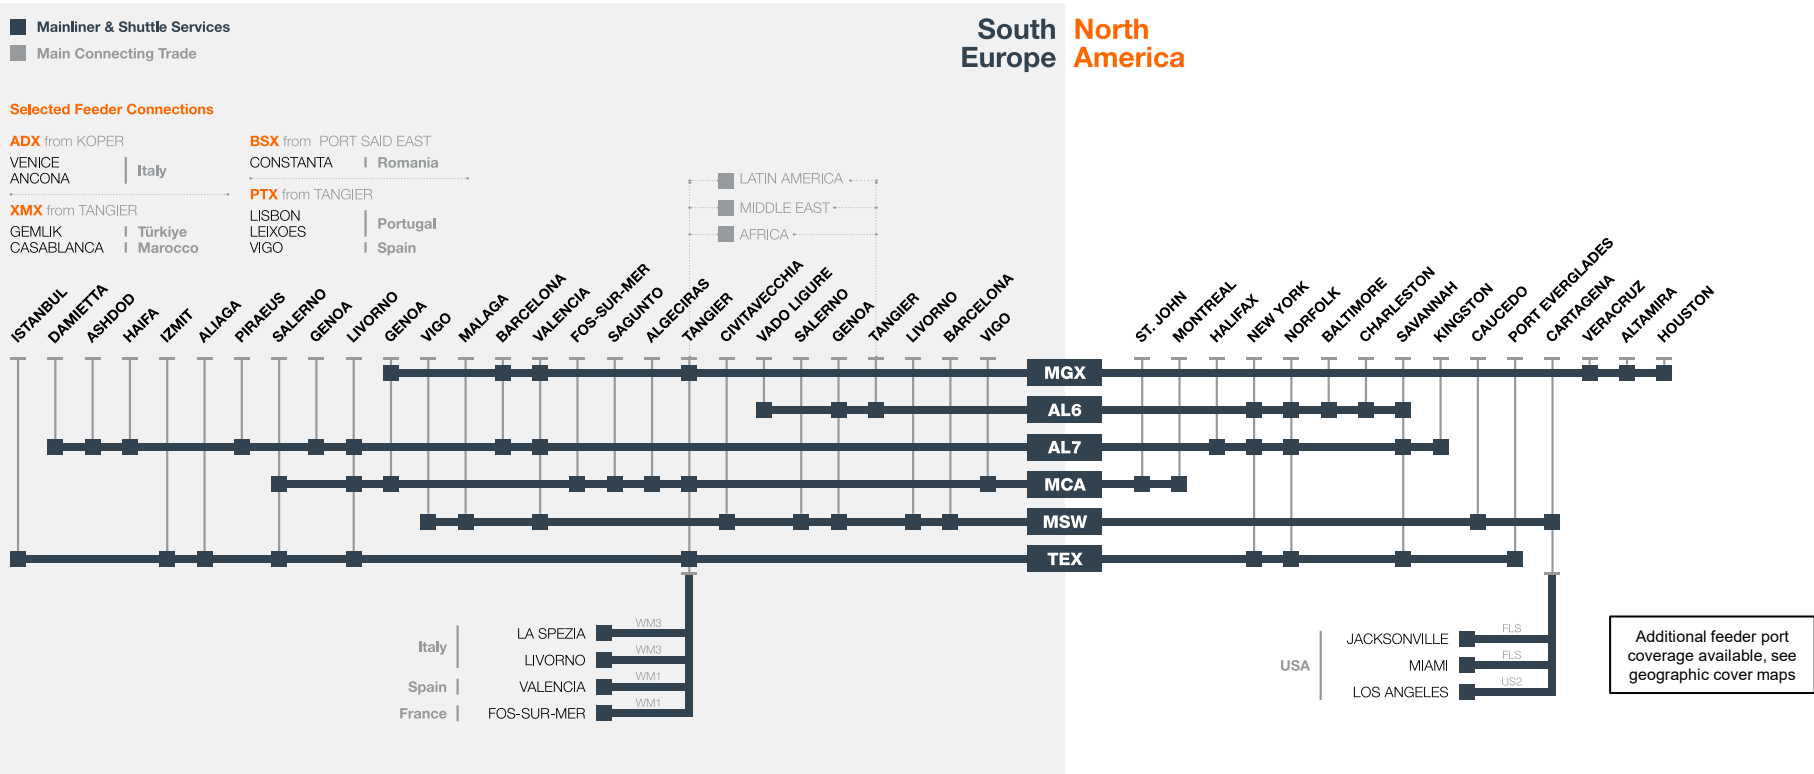 Mainliner & Shuttle Services
Main Connecting Trade
South
Europe
North
America
Selected Feeder Connections
ADX from KOPER
VENICE
ANCONA
Italy
XMX from TANGIER
GEMLIK
Türkiye
CASABLANCA
Marocco
BSX from PORT SAÏD EAST
CONSTANTA
Romania
PTX from TANGIER
LISBON
LEIXOES
Portugal
VIGO
Spain
LATIN AMERICA
MIDDLE EAST
AFRICA
ISTANBUL
DAMIETTA
ASHDOD
HAIFA
IZMIT
ALIAGA
PIRAEUS
SALERNO
GENOA
LIVORNO
GENOA
VIGO
MALAGA
BARCELONA
VALENCIA
FOS-SUR-MER
SAGUNTO
ALGECIRAS
TANGIER
CIVITAVECCHIA
VADO LIGURE
SALERNO
GENOA
TANGIER
LIVORNO
BARCELONA
VIGO
ST. JOHN
MONTREAL
HALIFAX
NEW YORK
NORFOLK
BALTIMORE
CHARLESTON
SAVANNAH
KINGSTON
CAUCEDO
PORT EVERGLADES
CARTAGENA
VERACRUZ
ALTAMIRA
HOUSTON
MGX
AL6
AL7
MCA
MSW
TEX
Italy
LA SPEZIA
WM3
LIVORNO
WM3
Spain
VALENCIA
WM1
France
FOS-SUR-MER
WM1
USA
JACKSONVILLE
FLS
MIAMI
FLS
LOS ANGELES
US2
Additional feeder port
coverage available, see
geographic cover maps